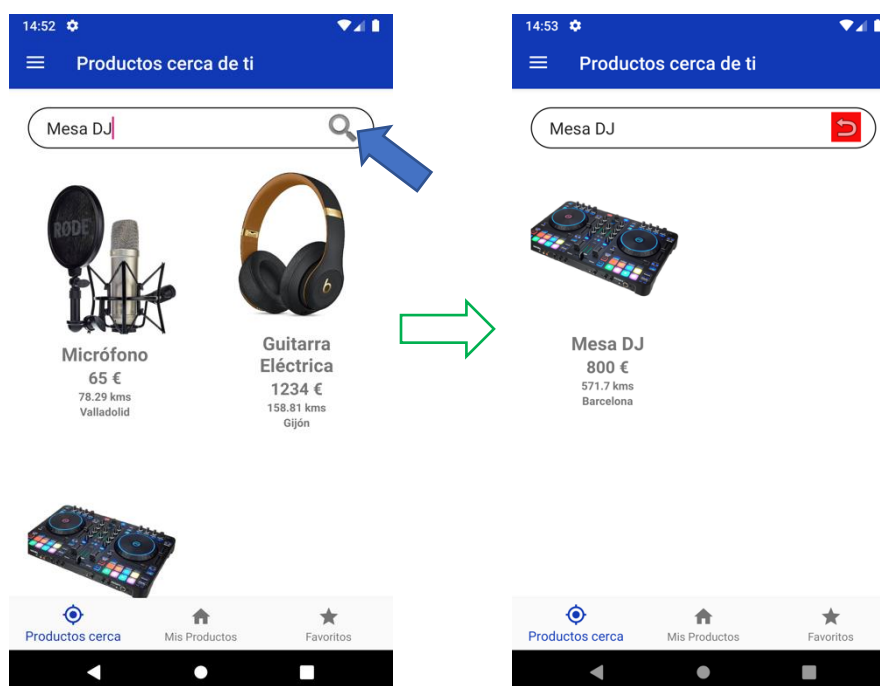 14:52
Productos cerca de ti
Mesa DJ
RØDE
Micrófono
65 €
78.29 kms
Valladolid
Guitarra
Eléctrica
1234 €
158.81 kms
Gijón
Productos cerca
Mis Productos
Favoritos
14:53
Productos cerca de ti
Mesa DJ
Mesa DJ
800 €
571.7 kms
Barcelona
Productos cerca
Mis Productos
Favoritos